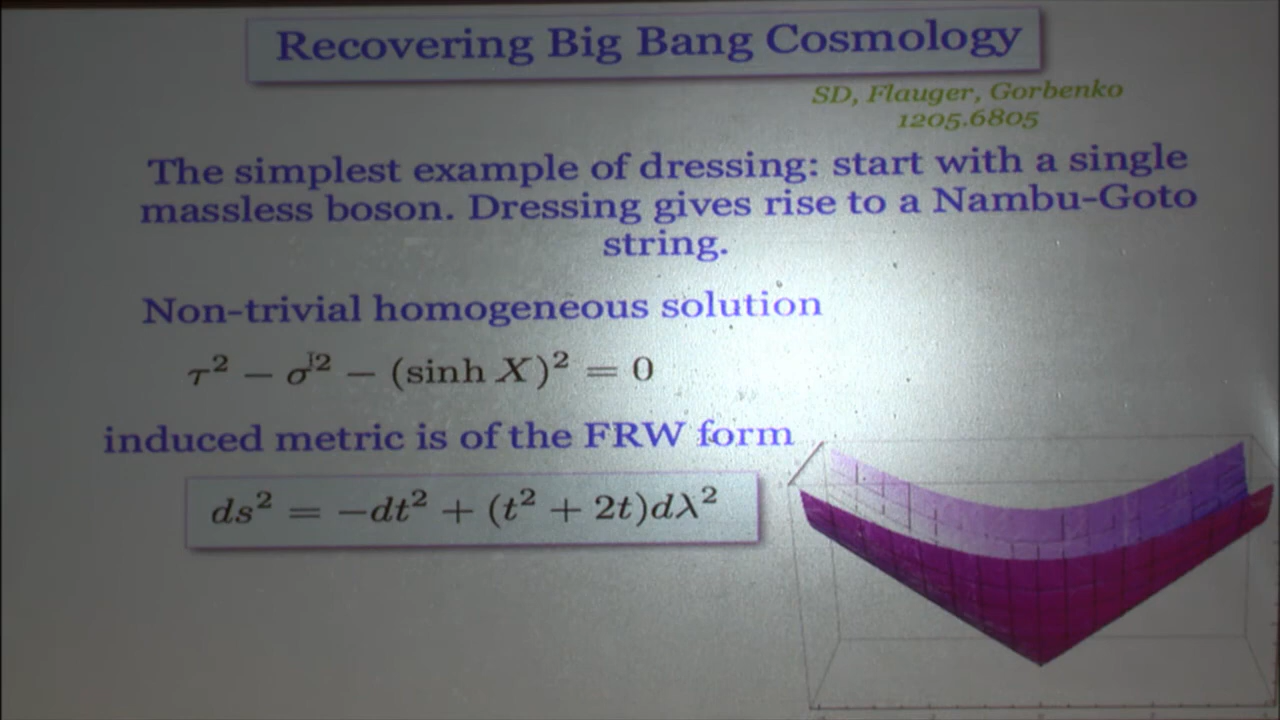 Recovering Big Bang Cosmology
SD, Flauger, Gorbenko
1205.6805
The simplest example of dressing: start with a single
massless boson. Dressing gives rise to a Nambu-Goto
string.
Non-trivial homogeneous solution
τ² − σ² − (sinh X)² = 0
induced metric is of the FRW form
ds² = −dt² + (t² + 2t)dλ²